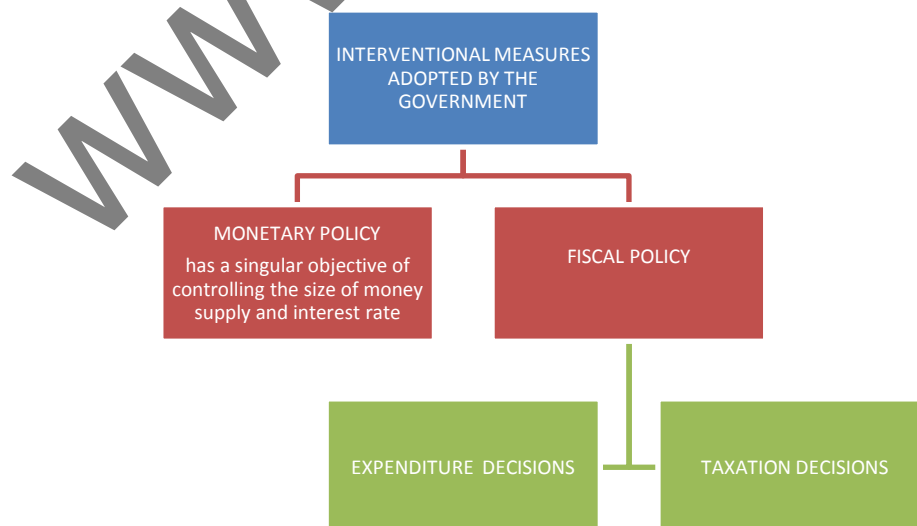 WW
INTERVENTIONAL MEASURES
ADOPTED BY THE
GOVERNMENT
MONETARY POLICY
has a singular objective of
controlling the size of money
supply and interest rate
FISCAL POLICY
EXPENDITURE DECISIONS
TAXATION DECISIONS